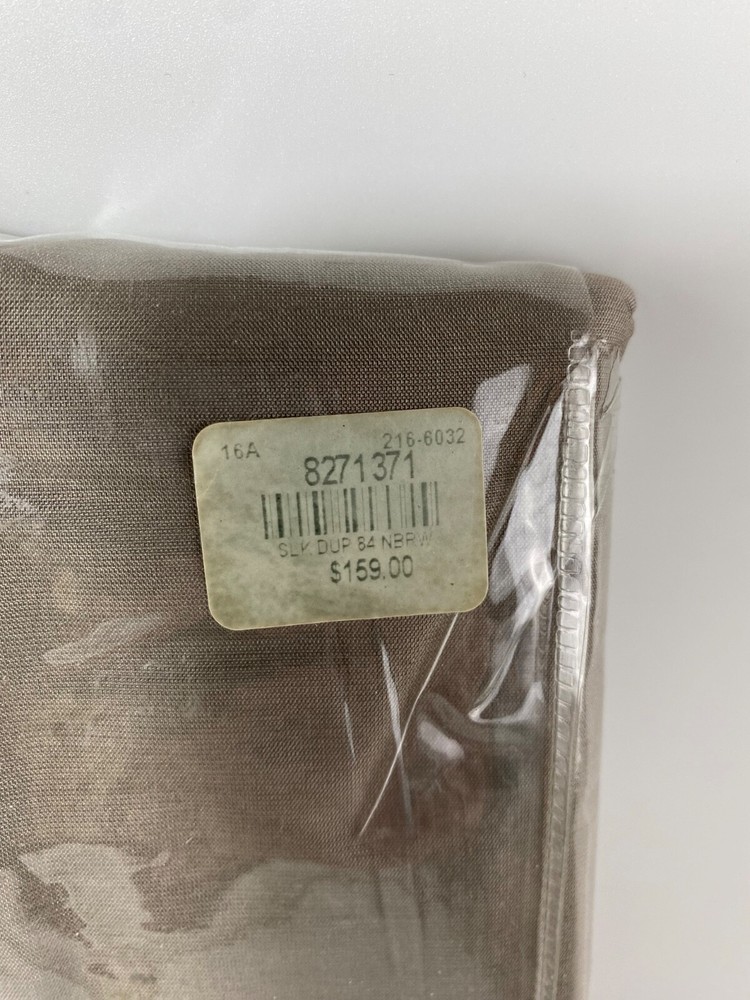 16A 216-6032
8271371
SLK DUP 84 NBRW
$159.00